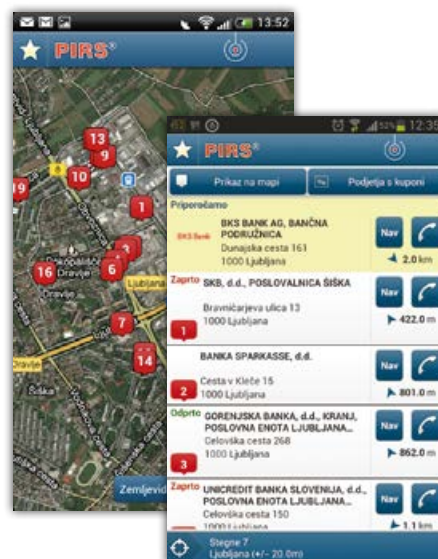 13:52
PIRS®
13
9
10
19
1
3
16
6
Pokopališče
Dravlje
Dravlje
Ljubljana
7
Dravlje
14
Šiška
Zemljevid
52%
12:35
PIRS®
Prikaz na mapi
Podjetja s kuponi
Priporočamo
BKS Bank
BKS BANK AG, BANČNA
PODRUŽNICA
Dunajska cesta 161
1000 Ljubljana
Nav
2.0 km
Zaprto
SKB, d.d., POSLOVALNICA ŠIŠKA
Bravničarjeva ulica 13
1000 Ljubljana
1
Nav
422.0 m
BANKA SPARKASSE, d.d.
Cesta v Kleče 15
1000 Ljubljana
2
Nav
801.0 m
Odprto
GORENJSKA BANKA, d.d., KRANJ,
POSLOVNA ENOTA LJUBLJANA...
Celovška cesta 268
1000 Ljubljana
3
Nav
862.0 m
Zaprto
UNICREDIT BANKA SLOVENIJA, d.d.,
POSLOVNA ENOTA LJUBLJANA...
Celovška cesta 150
1000 Ljubljana
Nav
1.1 km
Stegne 7
Ljubljana (+/- 20.0m)